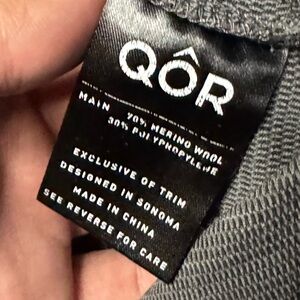 QÔR
MAIN 70% MERINO WOOL
30% POLYPROPYLENE
EXCLUSIVE OF TRIM
DESIGNED IN SONOMA
MADE IN CHINA
SEE REVERSE FOR CARE